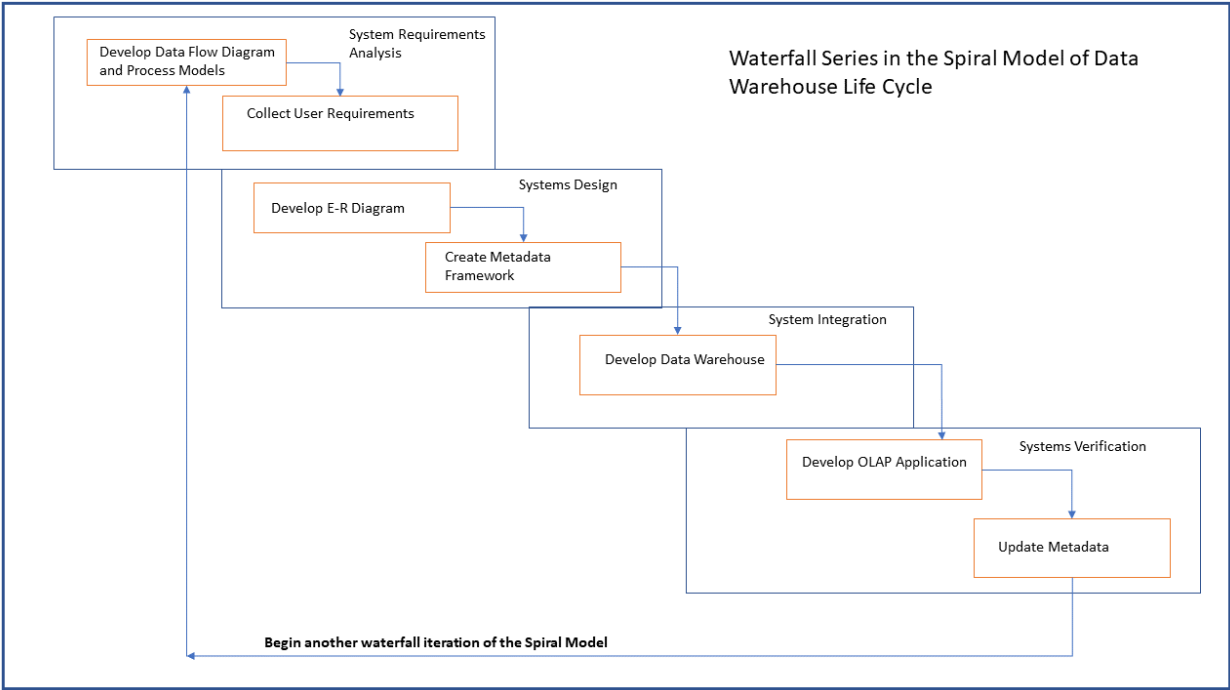 System Requirements
Analysis
Develop Data Flow Diagram
and Process Models
Waterfall Series in the Spiral Model of Data
Warehouse Life Cycle
Collect User Requirements
Systems Design
Develop E-R Diagram
Create Metadata
Framework
System Integration
Develop Data Warehouse
Systems Verification
Develop OLAP Application
Update Metadata
Begin another waterfall iteration of the Spiral Model